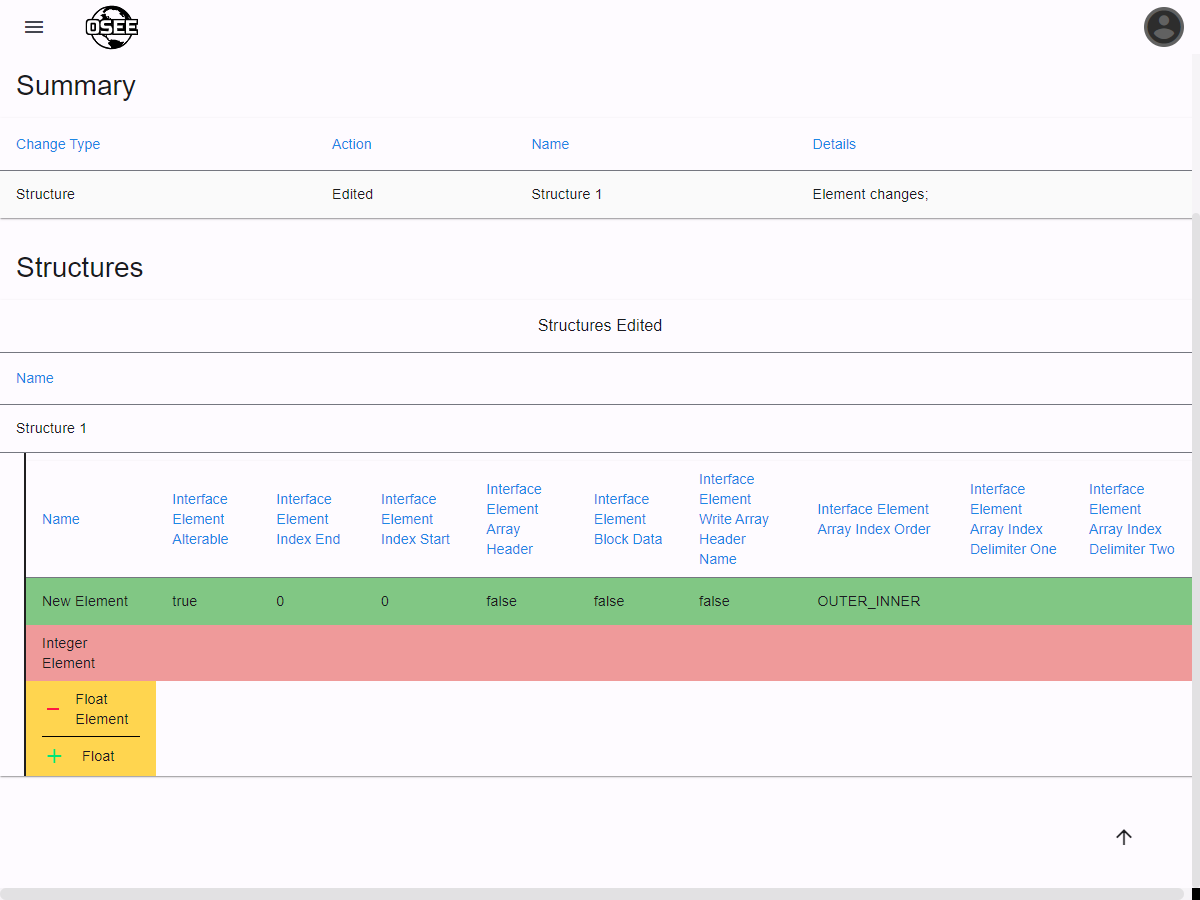 OSEE
Summary
Change Type Action Name Details
Structure Edited Structure 1 Element changes;
Structures
Structures Edited
Name
Structure 1
Name
Interface
Element
Alterable
Interface
Element
Index End
Interface
Element
Index Start
Interface
Element
Array
Header
Interface
Element
Block Data
Interface
Element
Write Array
Header
Name
Interface Element
Array Index Order
Interface
Element
Array Index
Delimiter One
Interface
Element
Array Index
Delimiter Two
New Element true 0 0 false false false OUTER_INNER
Integer
Element
Float
Element
Float